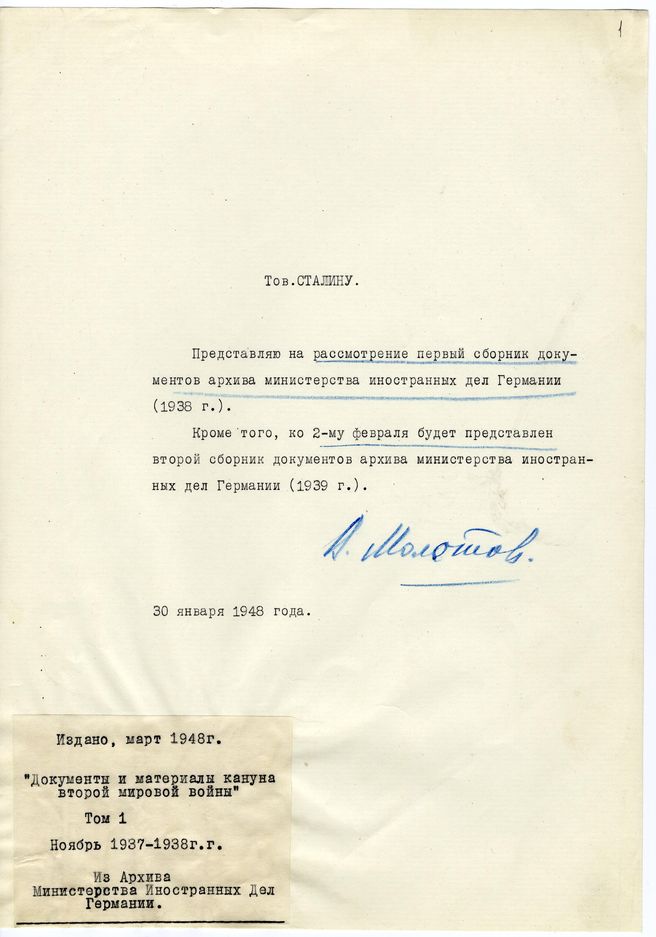 1
Тов.СТАЛИНУ.
Представляю на рассмотрение первый сборник доку-
ментов архива министерства иностранных дел Германии
(1938 г.).
Кроме того, ко 2-му февраля будет представлен
второй сборник документов архива министерства иностран-
ных дел Германии (1939 г.).
В. Молотов.
30 января 1948 года.
Издано, март 1948г.
"Документы и материалы кануна
второй мировой войны"
Том 1
Ноябрь 1937-1938г.г.
Из Архива
Министерства Иностранных Дел
Германии.